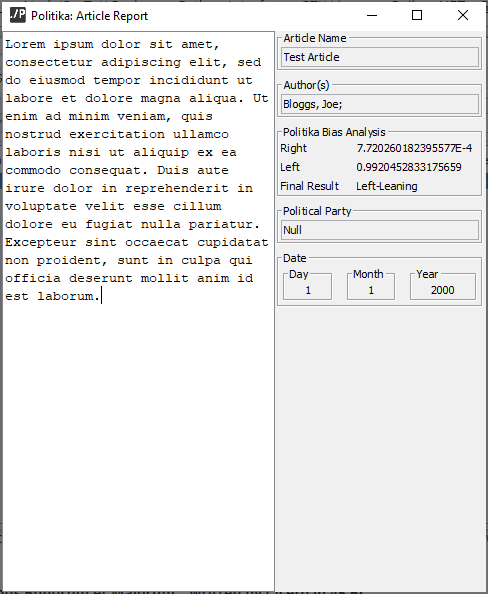 ./P Politika: Article Report
Lorem ipsum dolor sit amet,
consectetur adipiscing elit, sed
do eiusmod tempor incididunt ut
labore et dolore magna aliqua. Ut
enim ad minim veniam, quis
nostrud exercitation ullamco
laboris nisi ut aliquip ex ea
commodo consequat. Duis aute
irure dolor in reprehenderit in
voluptate velit esse cillum
dolore eu fugiat nulla pariatur.
Excepteur sint occaecat cupidatat
non proident, sunt in culpa qui
officia deserunt mollit anim id
est laborum.
Article Name
Test Article
Author(s)
Bloggs, Joe;
Politika Bias Analysis
Right 7.720260182395577E-4
Left 0.9920452833175659
Final Result Left-Leaning
Political Party
Null
Date
Day Month Year
1 1 2000